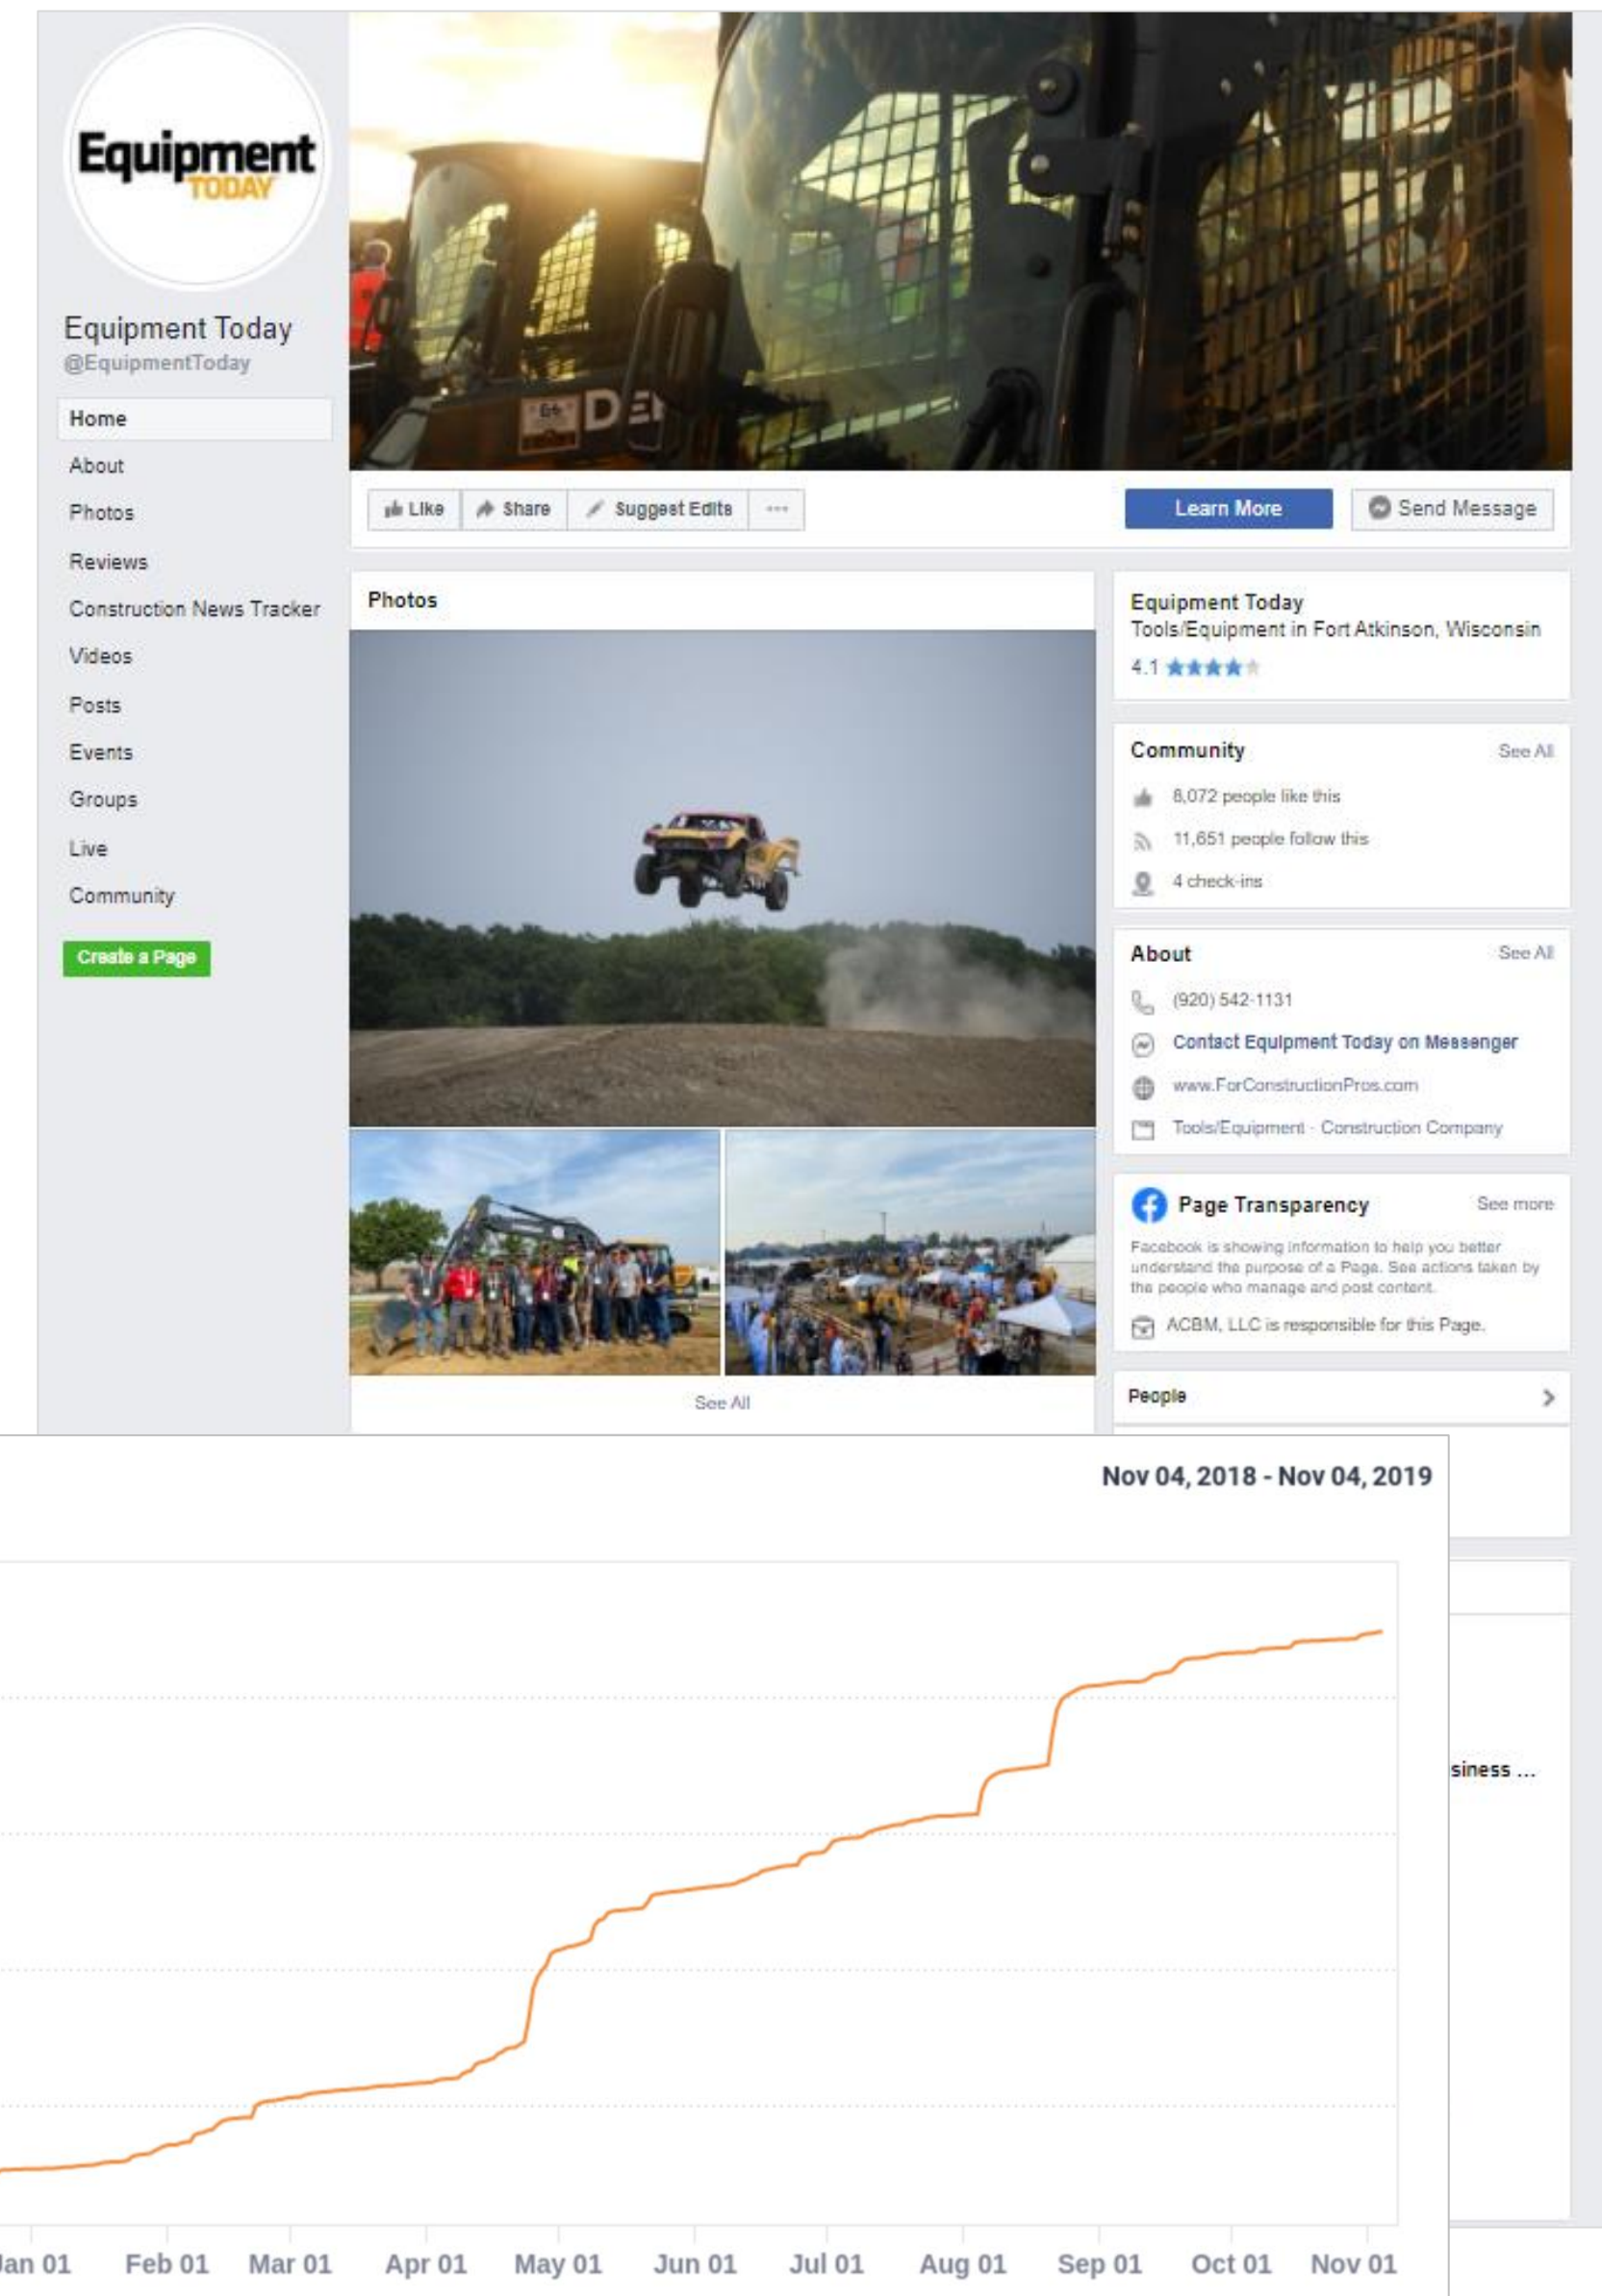 Equipment
TODAY
Equipment Today
@EquipmentToday
Home
About
Photos
Reviews
Construction News Tracker
Videos
Posts
Events
Groups
Live
Community
Create a Page
Like
Share
Suggest Edits
...
Learn More
Send Message
Photos
See All
Equipment Today
Tools/Equipment in Fort Atkinson, Wisconsin
4.1
Community See All
8,072 people like this
11,651 people follow this
4 check-ins
About See All
(920) 542-1131
Contact Equipment Today on Messenger
www.ForConstructionPros.com
Tools/Equipment · Construction Company
Page Transparency See more
Facebook is showing information to help you better
understand the purpose of a Page. See actions taken by
the people who manage and post content.
ACBM, LLC is responsible for this Page.
People
Nov 04, 2018 - Nov 04, 2019
siness ...
Jan 01 Feb 01 Mar 01 Apr 01 May 01 Jun 01 Jul 01 Aug 01 Sep 01 Oct 01 Nov 01